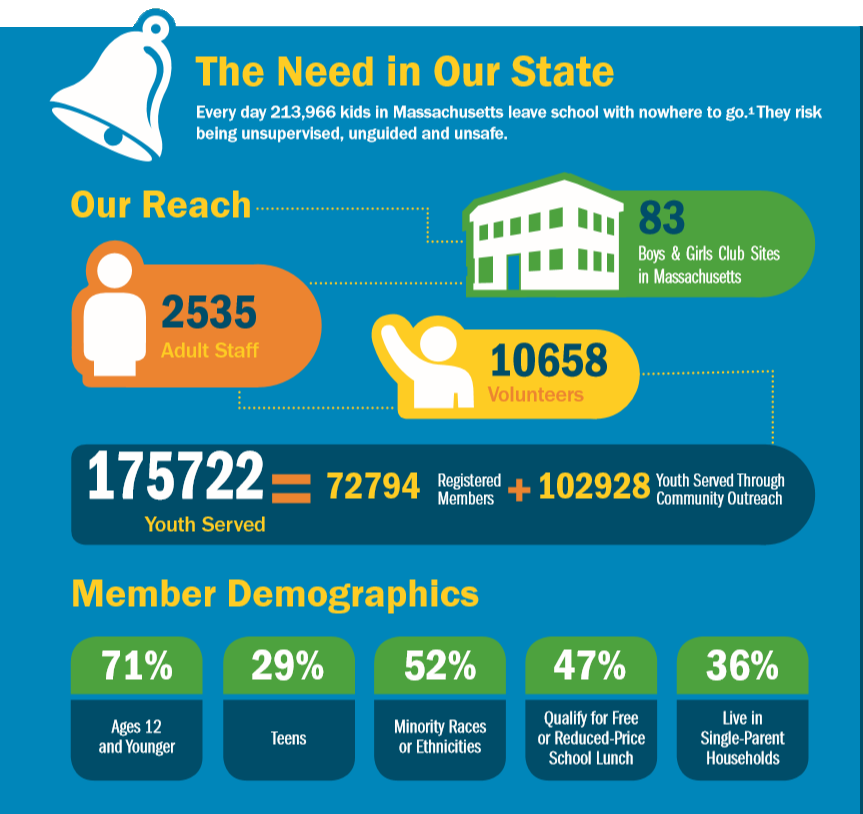 The Need in Our State
Every day 213,966 kids in Massachusetts leave school with nowhere to go.¹ They risk
being unsupervised, unguided and unsafe.
Our Reach
83
Boys & Girls Club Sites
in Massachusetts
2535
Adult Staff
10658
Volunteers
175722 = 72794 Registered Members + 102928 Youth Served Through Community Outreach
Youth Served
Member Demographics
71%
Ages 12
and Younger
29%
Teens
52%
Minority Races
or Ethnicities
47%
Qualify for Free
or Reduced-Price
School Lunch
36%
Live in
Single-Parent
Households